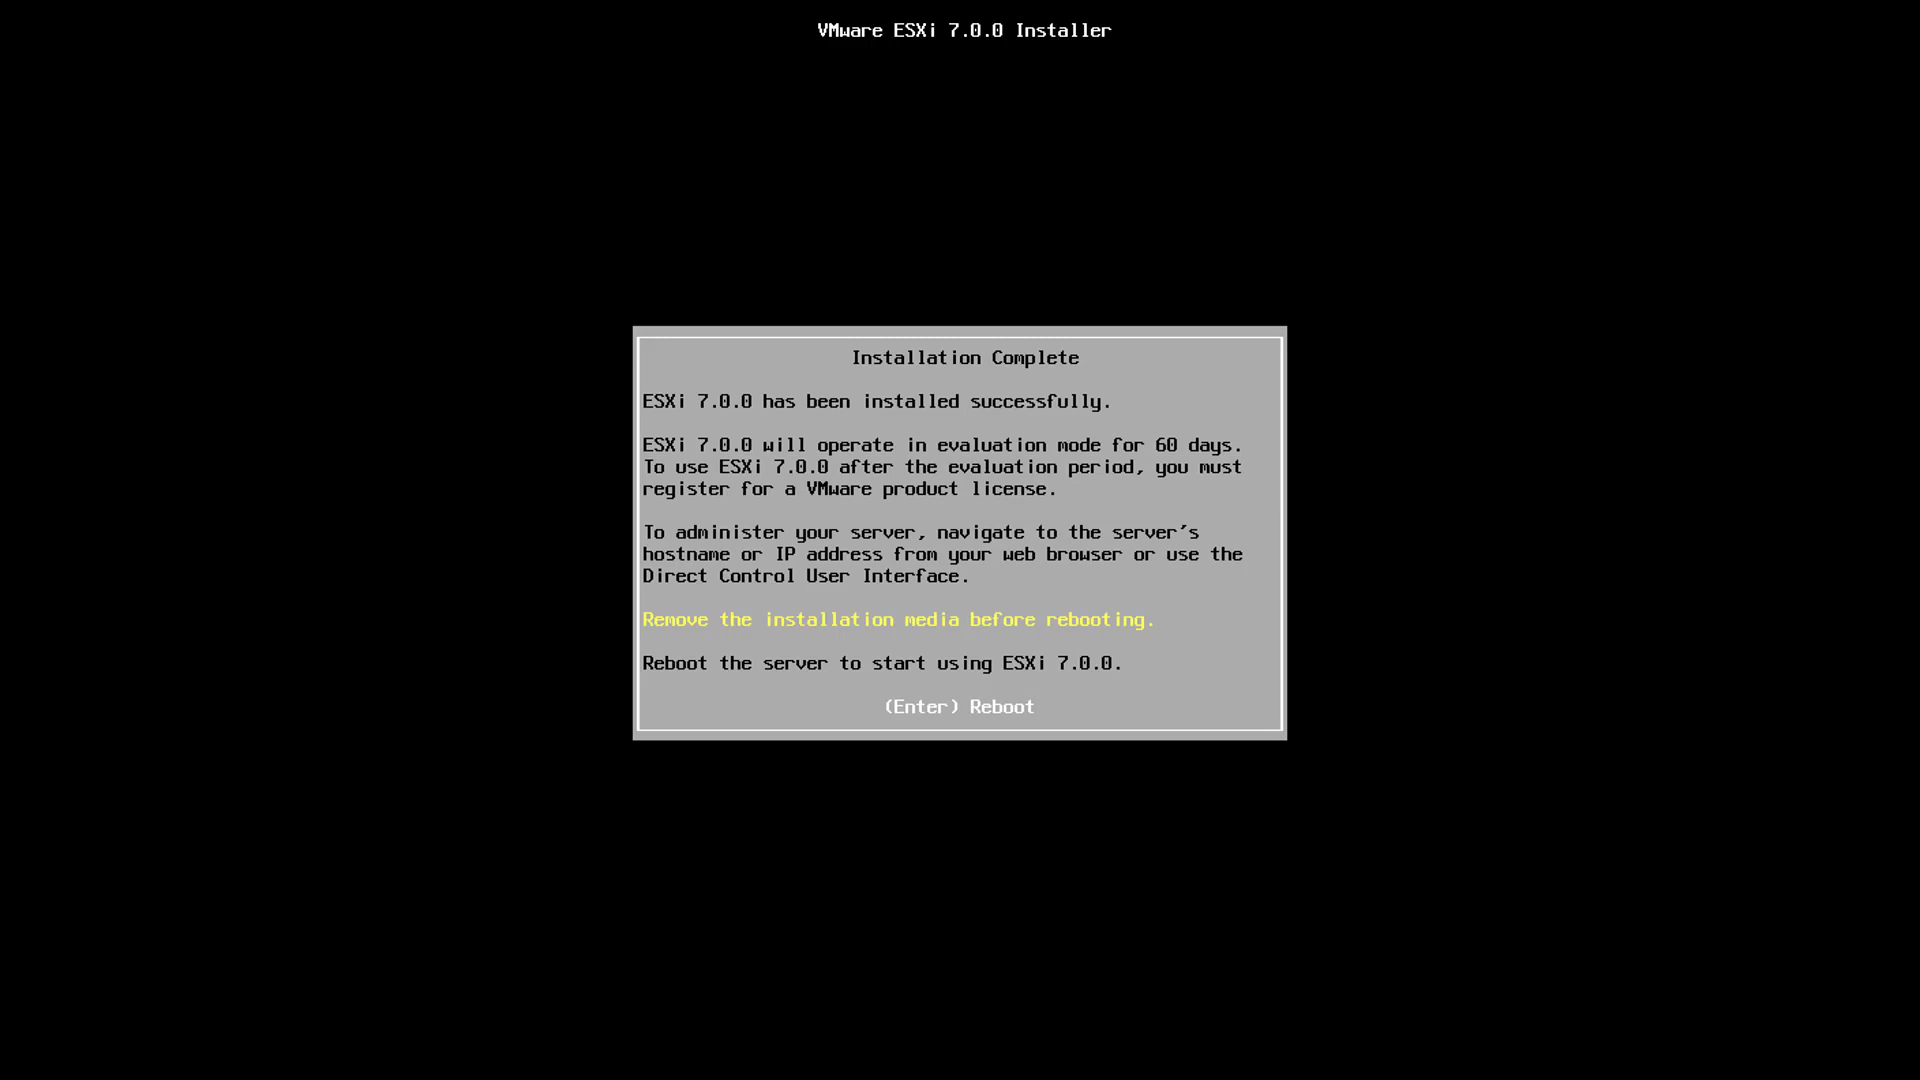 VMware ESXi 7.0.0 Installer
Installation Complete
ESXi 7.0.0 has been installed successfully.
ESXi 7.0.0 will operate in evaluation mode for 60 days.
To use ESXi 7.0.0 after the evaluation period, you must
register for a VMware product license.
To administer your server, navigate to the server's
hostname or IP address from your web browser or use the
Direct Control User Interface.
Remove the installation media before rebooting.
Reboot the server to start using ESXi 7.0.0.
(Enter) Reboot